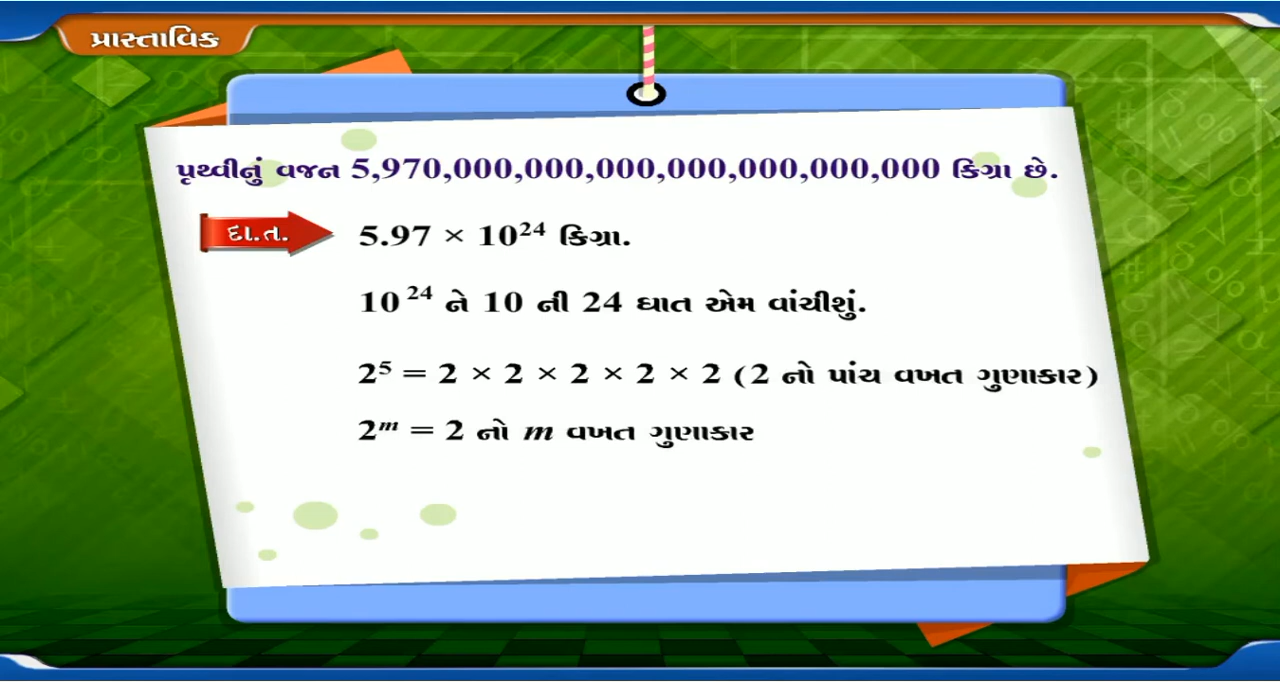 પ્રાસ્તાવિક
પૃથ્વીનું વજન 5,970,000,000,000,000,000,000,000 કિગ્રા છે.
દા.ત. 5.97 × 10²⁴ કિગ્રા.
10²⁴ ને 10 ની 24 ઘાત એમ વાંચીશું.
2⁵ = 2 × 2 × 2 × 2 × 2 (2 નો પાંચ વખત ગુણાકાર)
2ᵐ = 2 નો m વખત ગુણાકાર